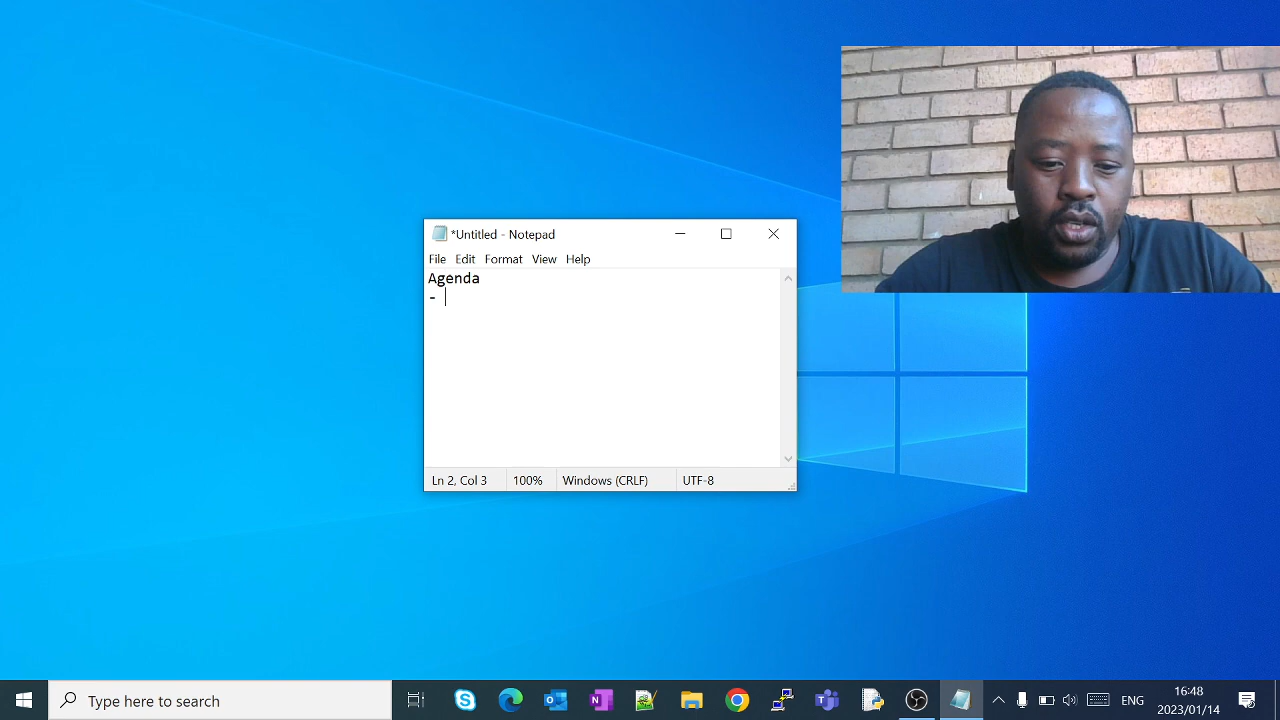 *Untitled - Notepad
File Edit Format View Help
Agenda
-
Ln 2, Col 3 100% Windows (CRLF) UTF-8
Type here to search
ENG
16:48
2023/01/14